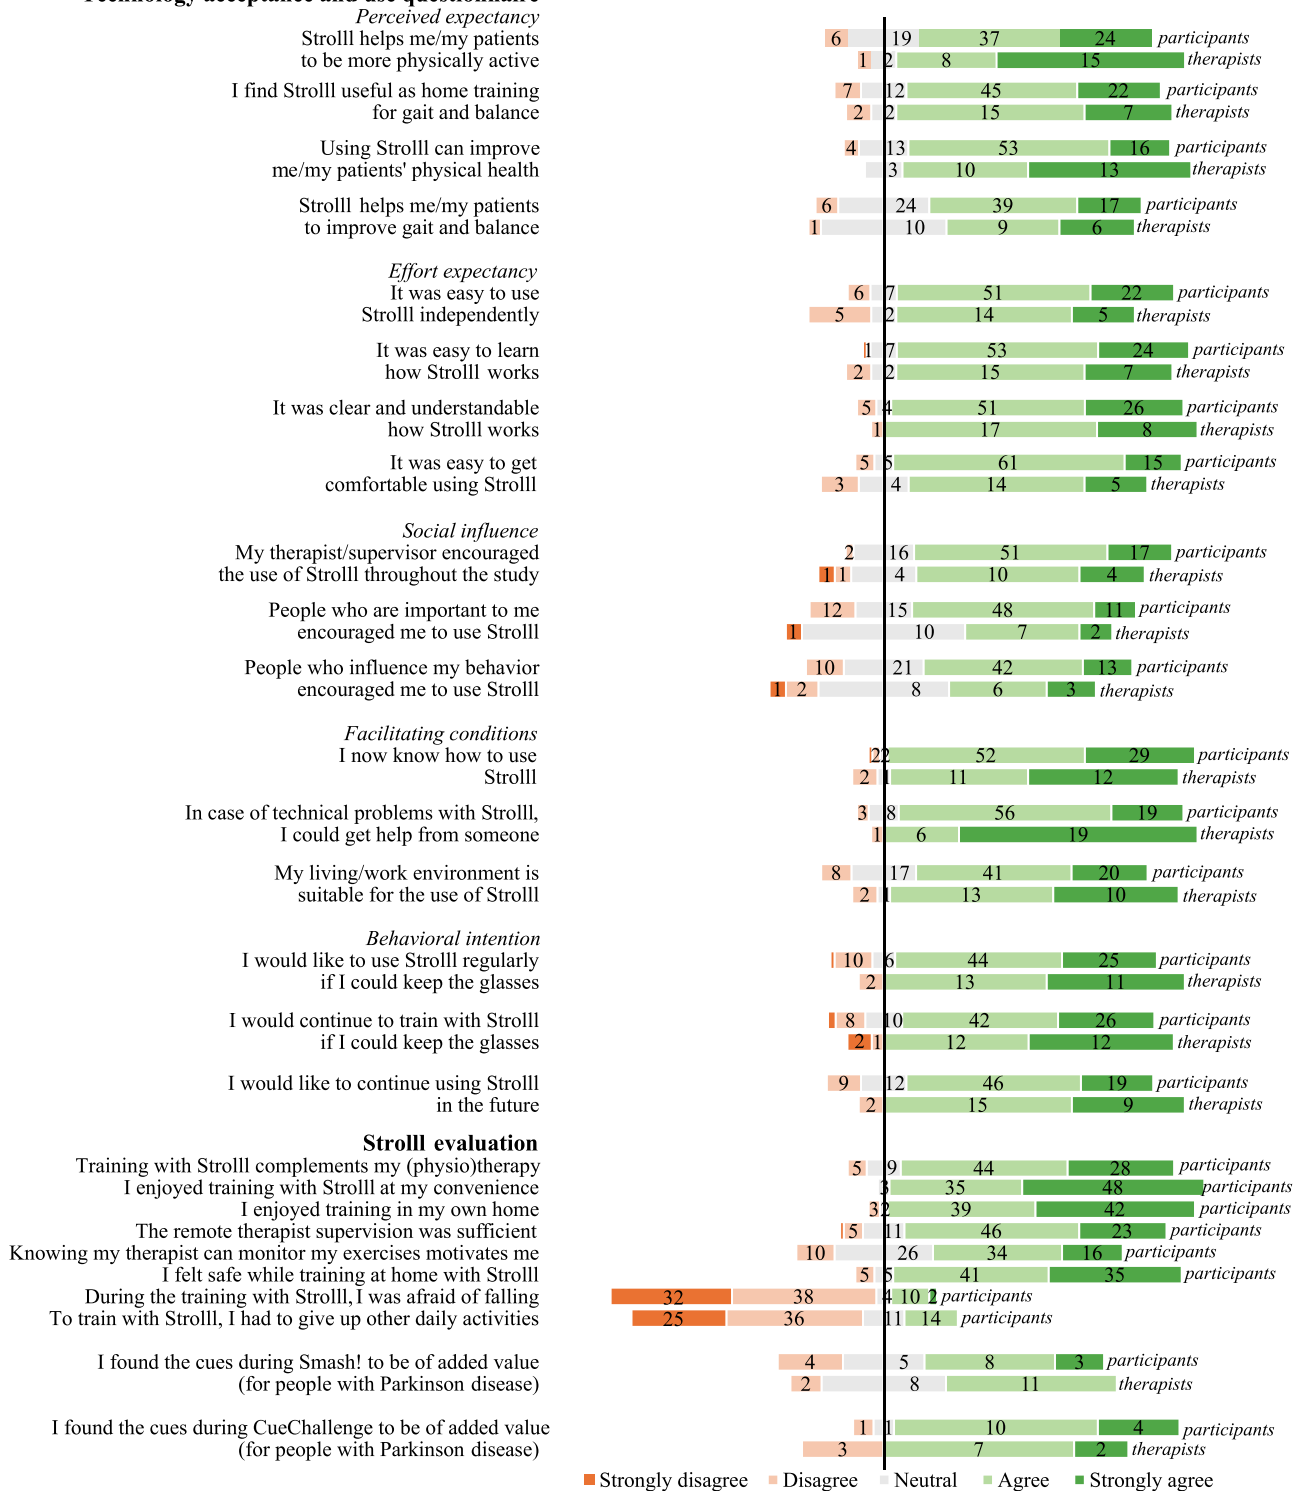 Technology acceptance and use questionnaire
Perceived expectancy
Strolll helps me/my patients 6 19 37 24 participants
to be more physically active 1 2 8 15 therapists
I find Strolll useful as home training 7 12 45 22 participants
for gait and balance 2 2 15 7 therapists
Using Strolll can improve 4 13 53 16 participants
me/my patients' physical health 3 10 13 therapists
Strolll helps me/my patients 6 24 39 17 participants
to improve gait and balance 1 10 9 6 therapists
Effort expectancy
It was easy to use 6 7 51 22 participants
Strolll independently 5 2 14 5 therapists
It was easy to learn 1 7 53 24 participants
how Strolll works 2 2 15 7 therapists
It was clear and understandable 5 4 51 26 participants
how Strolll works 1 17 8 therapists
It was easy to get 5 5 61 15 participants
comfortable using Strolll 3 4 14 5 therapists
Social influence
My therapist/supervisor encouraged 2 16 51 17 participants
the use of Strolll throughout the study 1 1 4 10 4 therapists
People who are important to me 12 15 48 11 participants
encouraged me to use Strolll 1 10 7 2 therapists
People who influence my behavior 10 21 42 13 participants
encouraged me to use Strolll 1 2 8 6 3 therapists
Facilitating conditions
I now know how to use 2 2 52 29 participants
Strolll 2 1 11 12 therapists
In case of technical problems with Strolll, 3 8 56 19 participants
I could get help from someone 1 6 19 therapists
My living/work environment is 8 17 41 20 participants
suitable for the use of Strolll 2 1 13 10 therapists
Behavioral intention
I would like to use Strolll regularly 10 6 44 25 participants
if I could keep the glasses 2 13 11 therapists
I would continue to train with Strolll 8 10 42 26 participants
if I could keep the glasses 2 1 12 12 therapists
I would like to continue using Strolll 9 12 46 19 participants
in the future 2 15 9 therapists
Strolll evaluation
Training with Strolll complements my (physio)therapy 5 9 44 28 participants
I enjoyed training with Strolll at my convenience 3 35 48 participants
I enjoyed training in my own home 3 2 39 42 participants
The remote therapist supervision was sufficient 5 11 46 23 participants
Knowing my therapist can monitor my exercises motivates me 10 26 34 16 participants
I felt safe while training at home with Strolll 5 5 41 35 participants
During the training with Strolll, I was afraid of falling 32 38 4 10 2 participants
To train with Strolll, I had to give up other daily activities 25 36 11 14 participants
I found the cues during Smash! to be of added value 4 5 8 3 participants
(for people with Parkinson disease) 2 8 11 therapists
I found the cues during CueChallenge to be of added value 1 1 10 4 participants
(for people with Parkinson disease) 3 7 2 therapists
Strongly disagree Disagree Neutral Agree Strongly agree